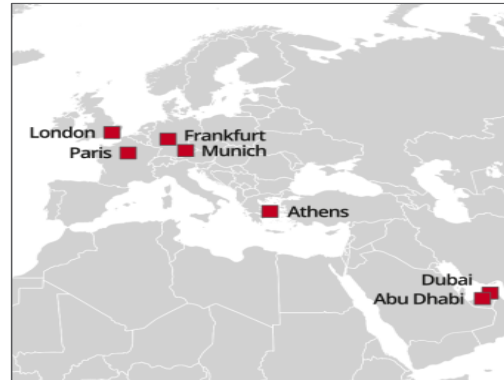 London
Frankfurt
Paris
Munich
Athens
Dubai
Abu Dhabi